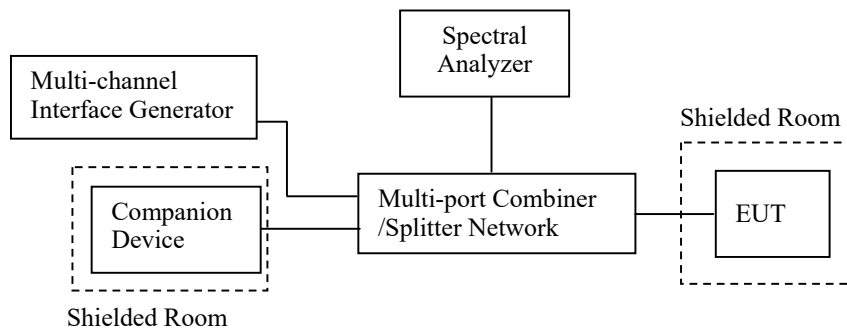 Spectral
Analyzer
Multi-channel
Interface Generator
Shielded Room
Companion
Device
Multi-port Combiner
/Splitter Network
EUT
Shielded Room